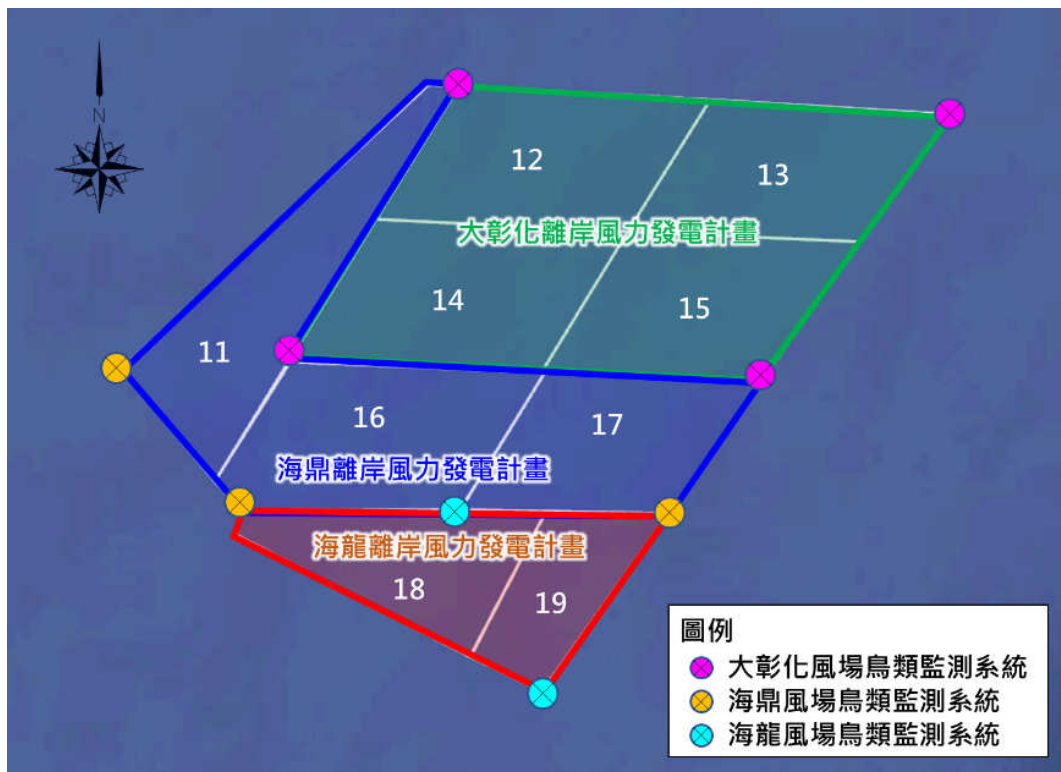 N
12
13
大彰化離岸風力發電計畫
14
15
11
16
17
海鼎離岸風力發電計畫
海龍離岸風力發電計畫
18
19
圖例
大彰化風場鳥類監測系統
海鼎風場鳥類監測系統
海龍風場鳥類監測系統